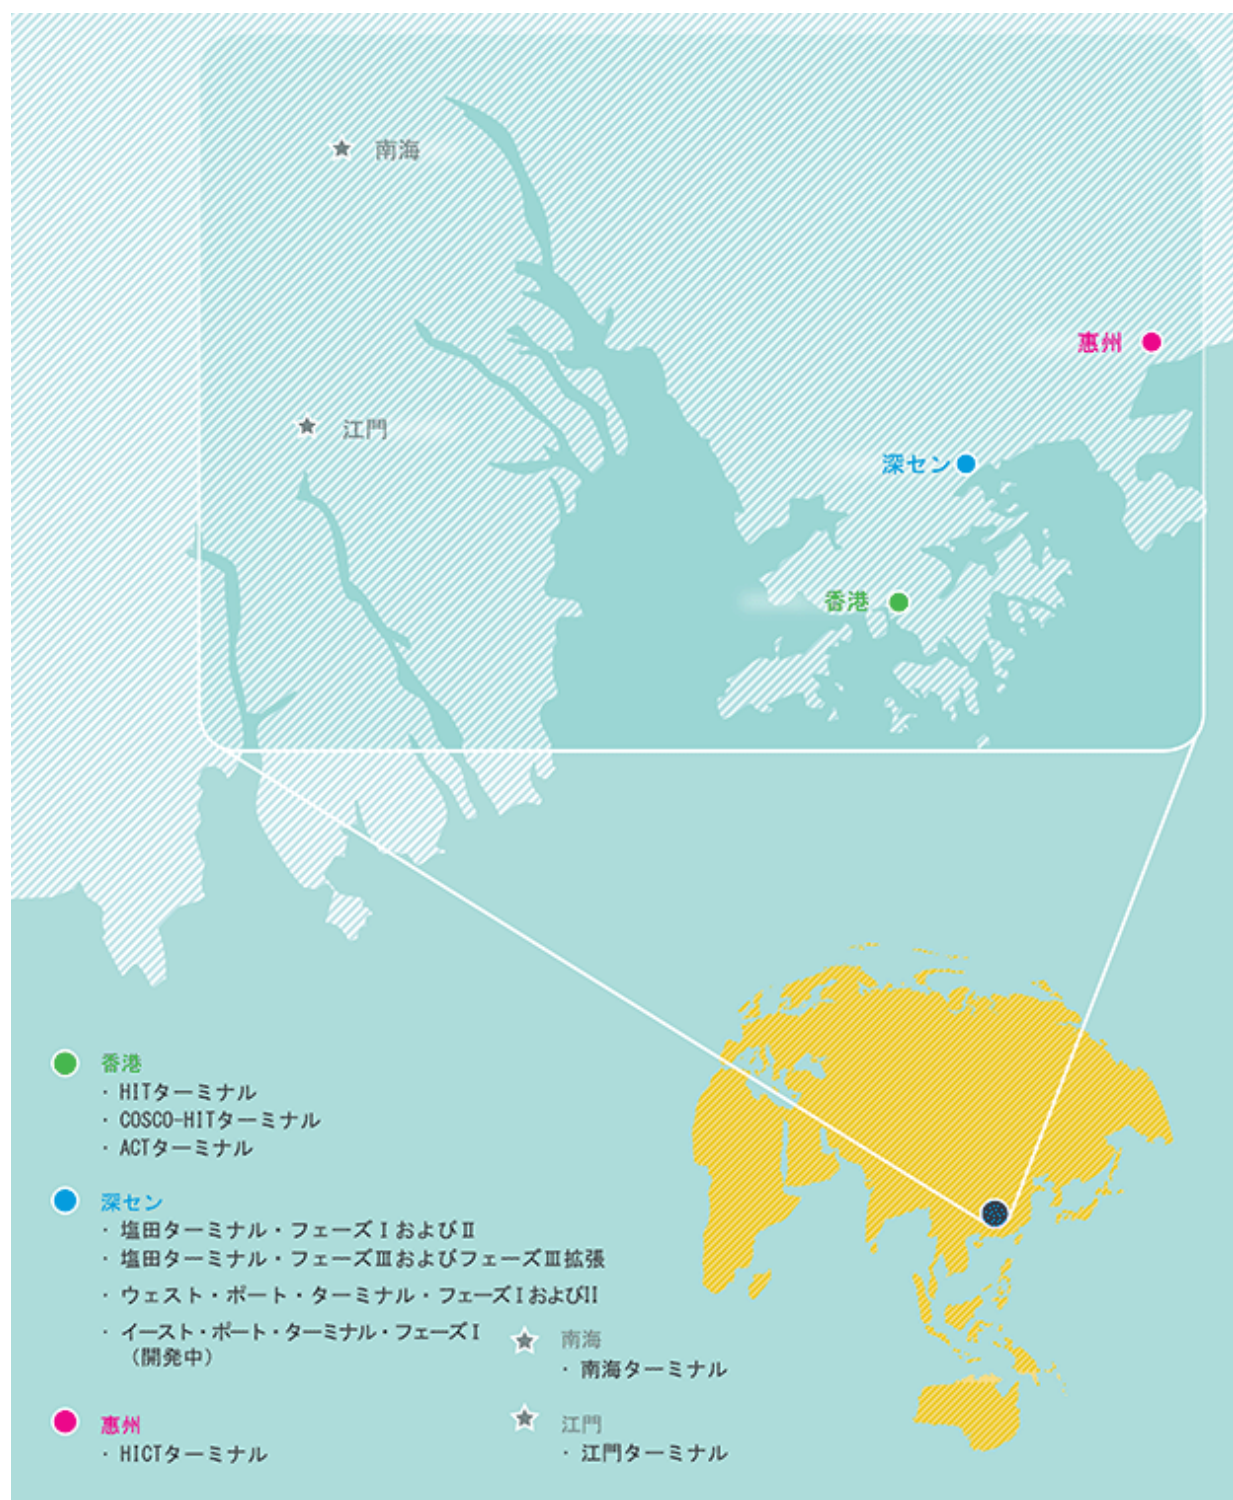 南海
惠州
江門
深セン
香港
香港
・HITターミナル
・COSCO-HITターミナル
・ACTターミナル
深セン
・塩田ターミナル・フェーズⅠおよびⅡ
・塩田ターミナル・フェーズⅢおよびフェーズⅢ拡張
・ウェスト・ポート・ターミナル・フェーズIおよびII
・イースト・ポート・ターミナル・フェーズI
（開発中）
惠州
・HICTターミナル
南海
・南海ターミナル
江門
・江門ターミナル